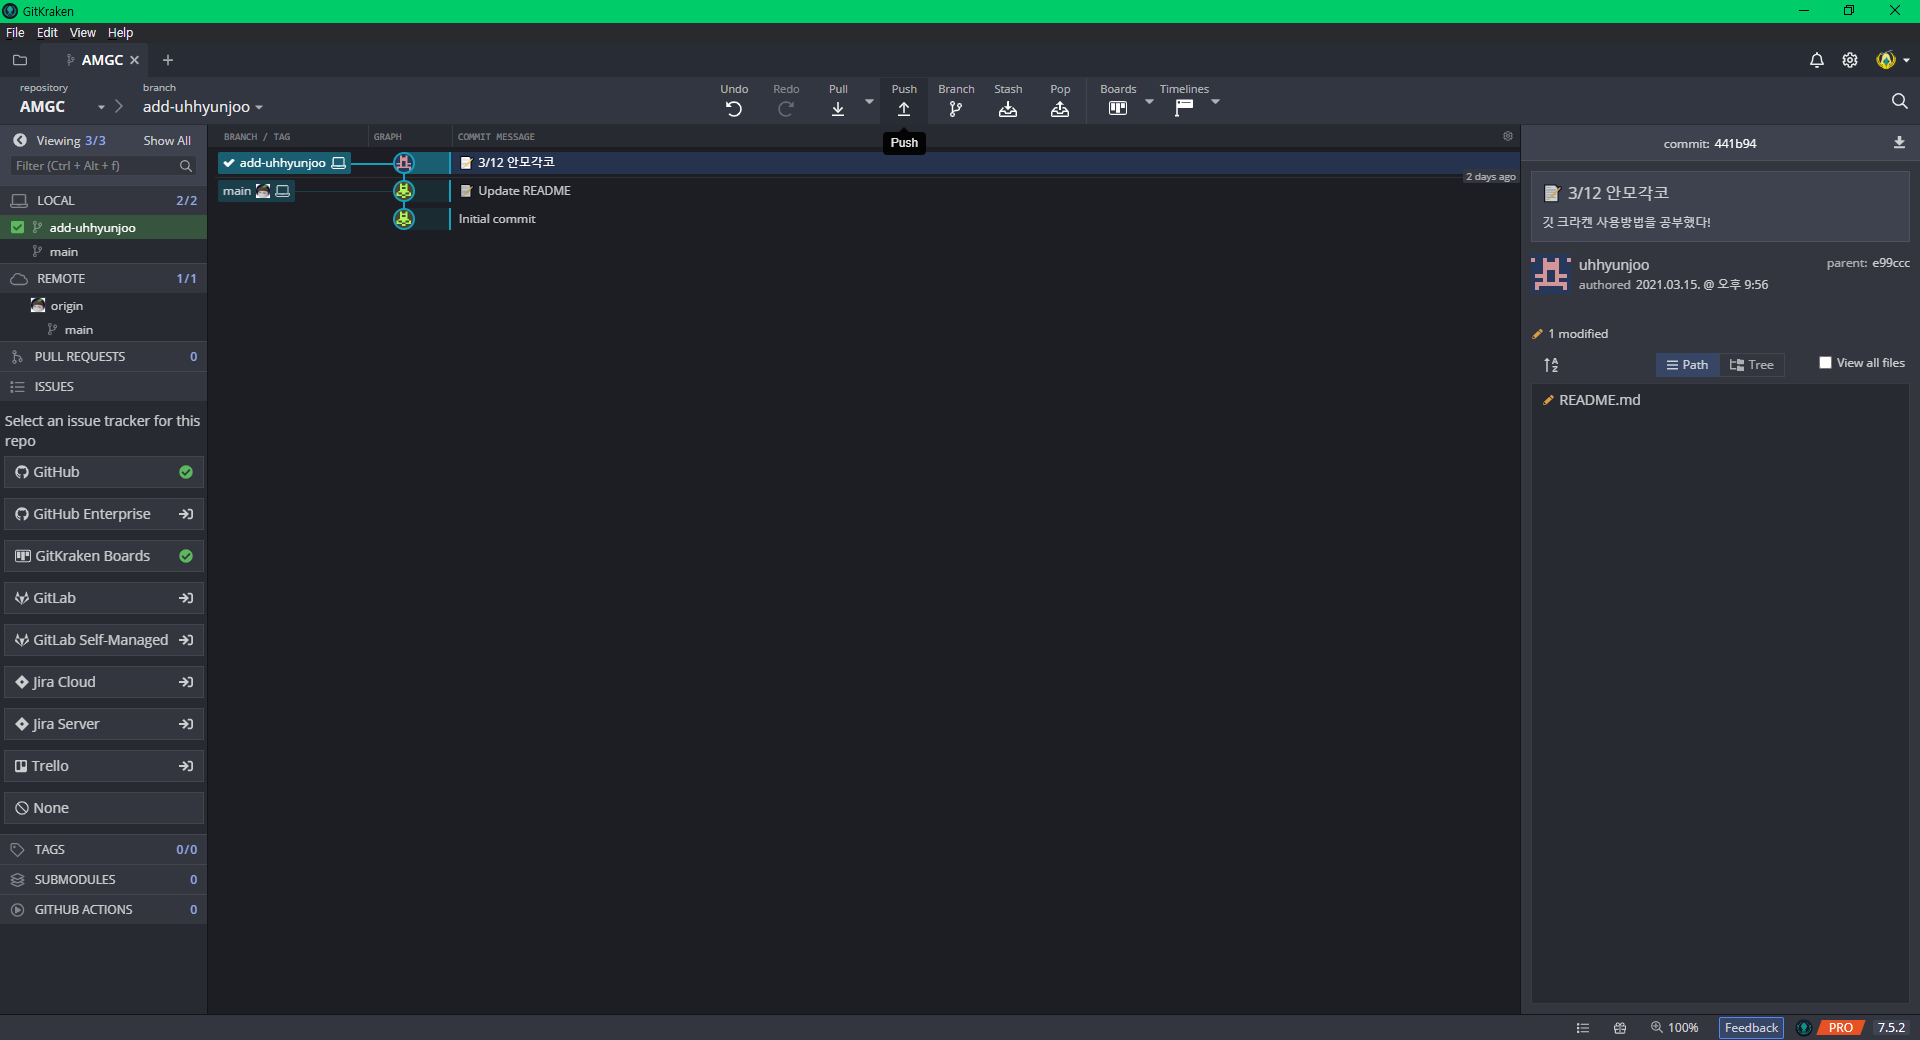 GitKraken
File Edit View Help
AMGC
repository
AMGC
branch
add-uhhyunjoo
Undo Redo Pull Push Branch Stash Pop Boards Timelines
Push
Viewing 3/3 Show All
Filter (Ctrl + Alt + f)
LOCAL 2/2
add-uhhyunjoo
main
REMOTE 1/1
origin
main
PULL REQUESTS 0
ISSUES
Select an issue tracker for this
repo
GitHub
GitHub Enterprise
GitKraken Boards
GitLab
GitLab Self-Managed
Jira Cloud
Jira Server
Trello
None
TAGS 0/0
SUBMODULES 0
GITHUB ACTIONS 0
BRANCH / TAG GRAPH COMMIT MESSAGE
add-uhhyunjoo 3/12 안모각코
2 days ago
main Update README
Initial commit
commit: 441b94
3/12 안모각코
깃 크라켄 사용방법을 공부했다!
uhhyunjoo parent: e99ccc
authored 2021.03.15. @ 오후 9:56
1 modified
Path Tree View all files
README.md
100% Feedback PRO 7.5.2